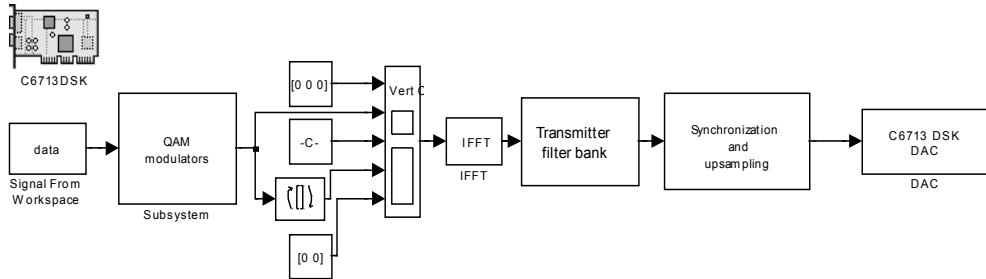 C6713DSK
data
Signal From
Workspace
QAM
modulators
Subsystem
[0 0 0]
-C-
[0 0]
Vert C
IFFT
IFFT
Transmitter
filter bank
Synchronization
and
upsampling
C6713 DSK
DAC
DAC